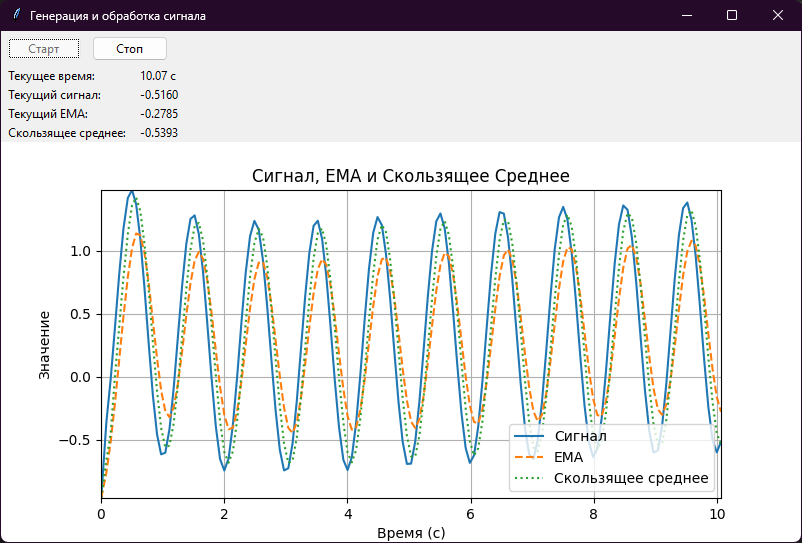 Генерация и обработка сигнала
Старт Стоп
Текущее время: 10.07 с
Текущий сигнал: -0.5160
Текущий EMA: -0.2785
Скользящее среднее: -0.5393
Сигнал, EMA и Скользящее Среднее
1.0
0.5
0.0
−0.5
Значение
Сигнал
EMA
Скользящее среднее
0 2 4 6 8 10
Время (с)